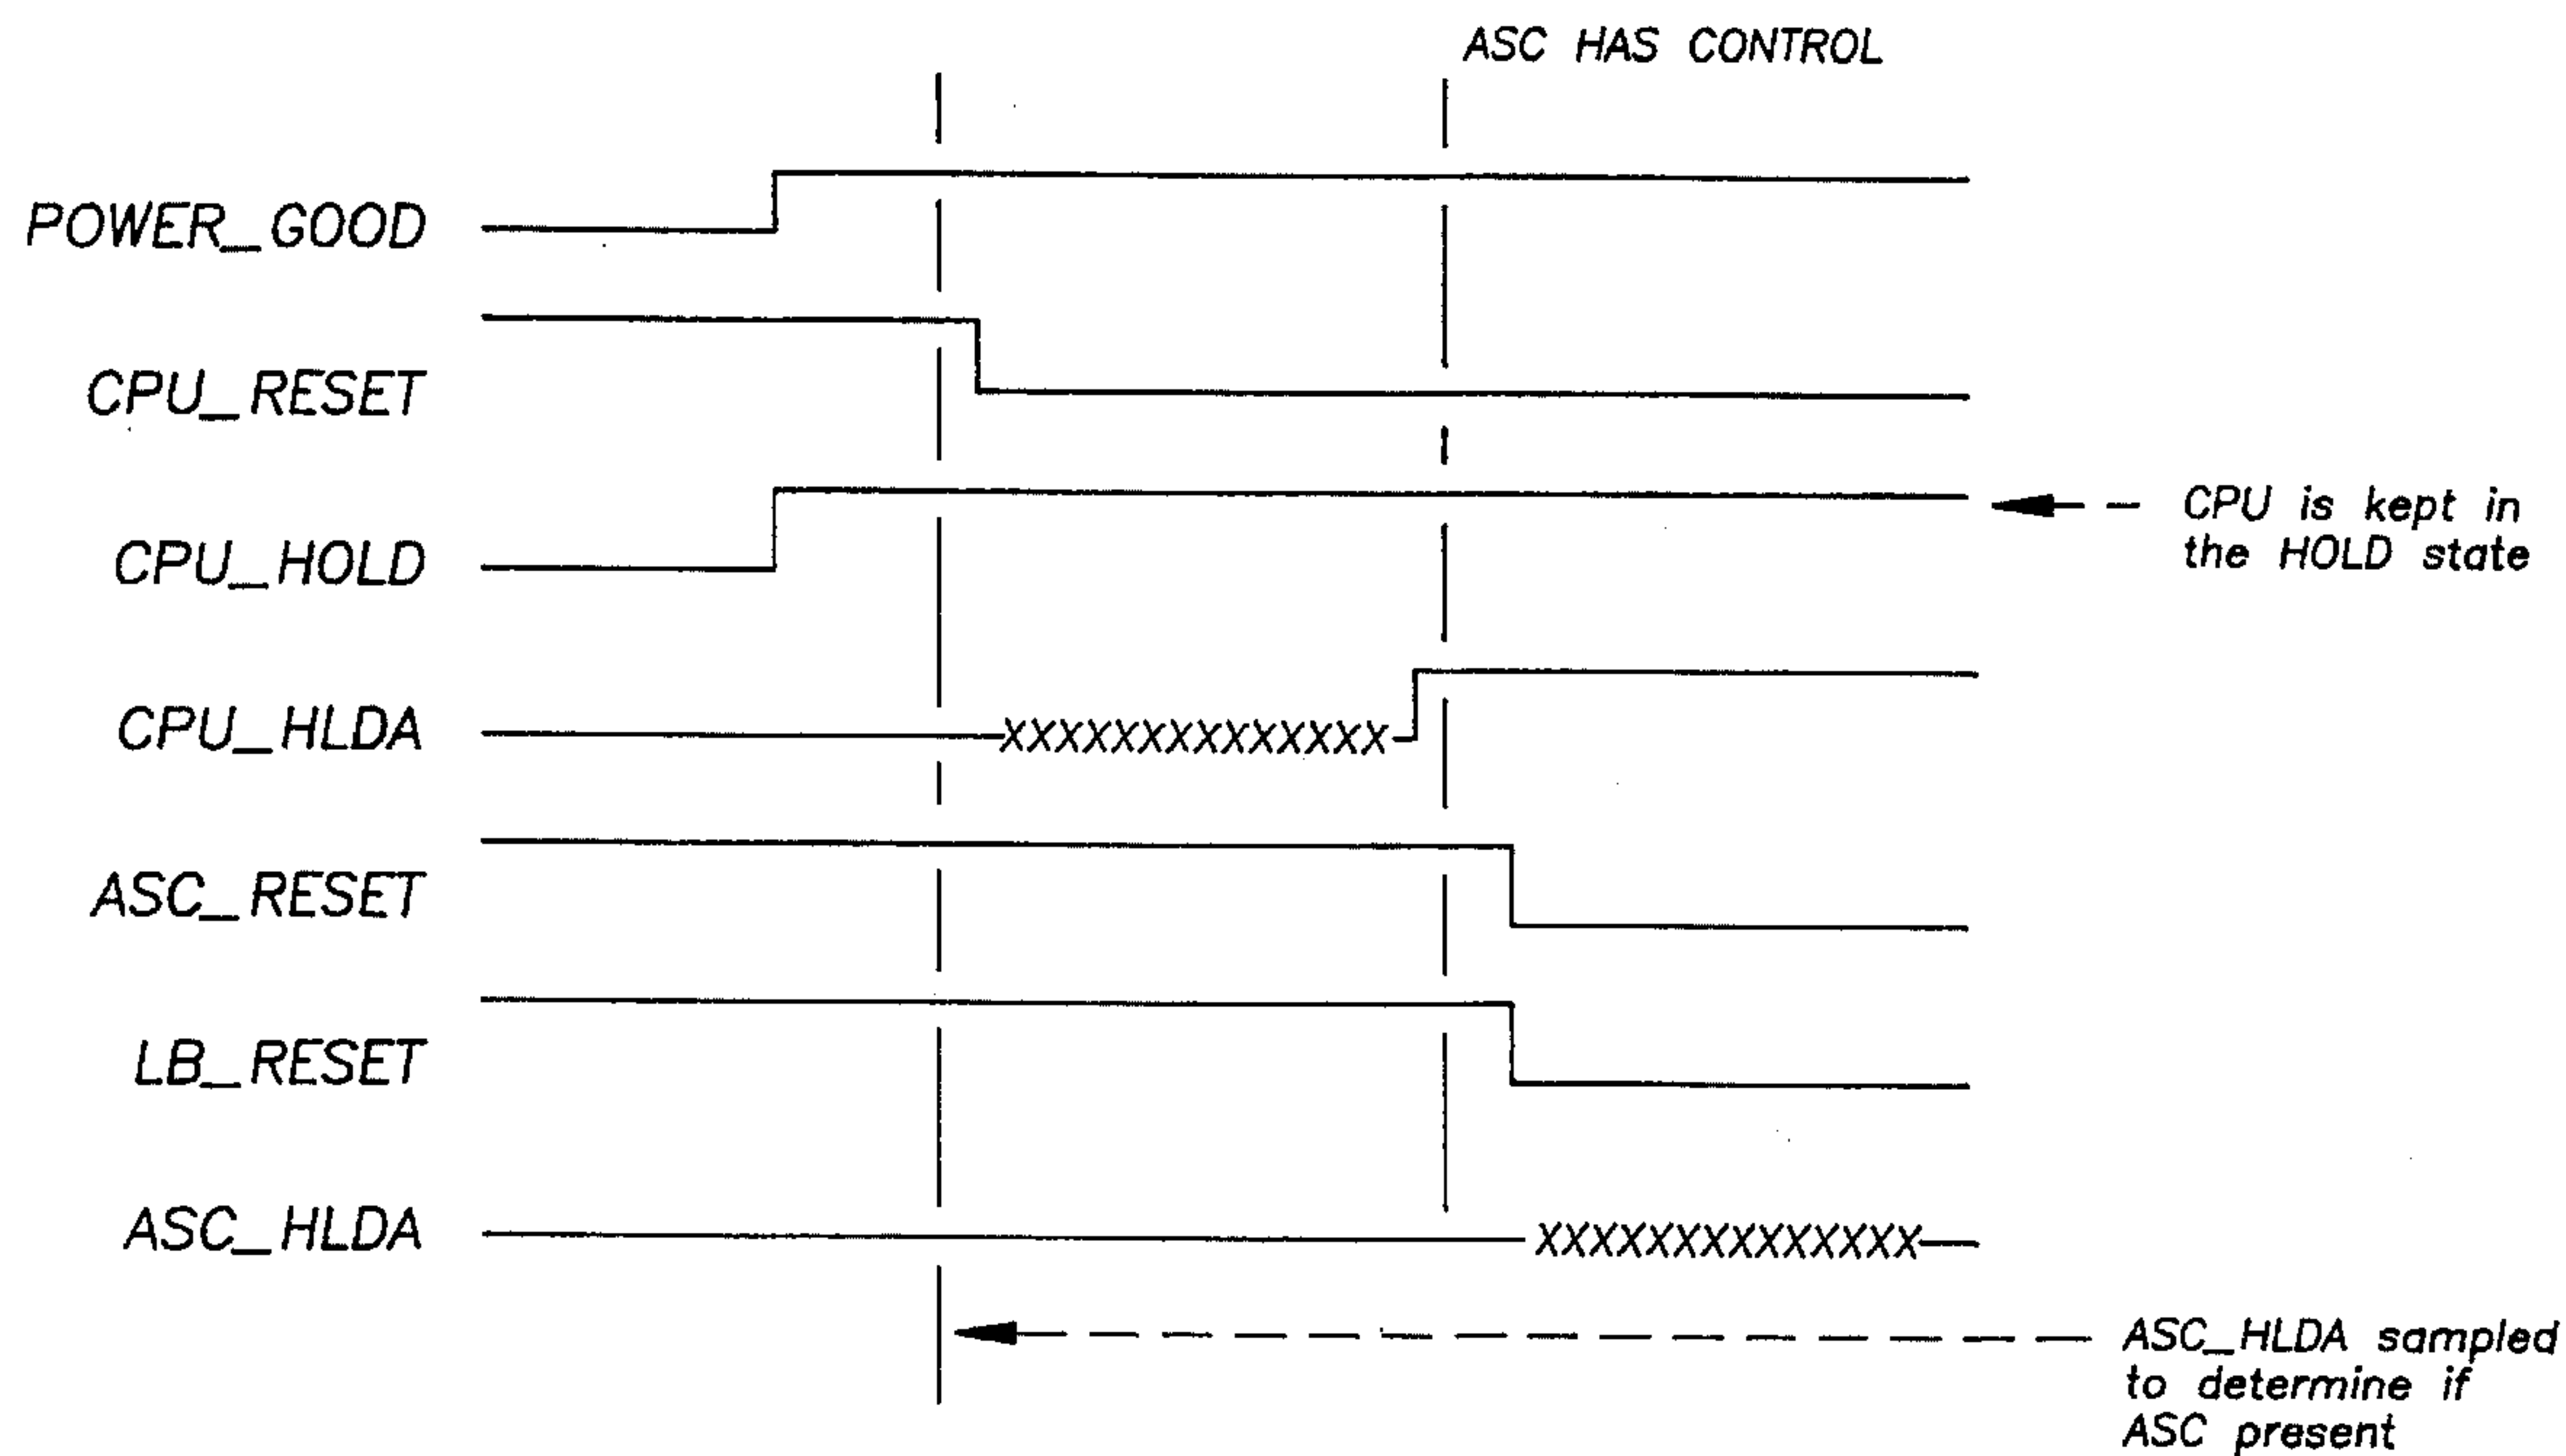 ASC HAS CONTROL
POWER_GOOD
CPU_RESET
CPU_HOLD
CPU is kept in
the HOLD state
CPU_HLDA
XXXXXXXXXXXXXX
ASC_RESET
LB_RESET
ASC_HLDA
XXXXXXXXXXXXXX
ASC_HLDA sampled
to determine if
ASC present